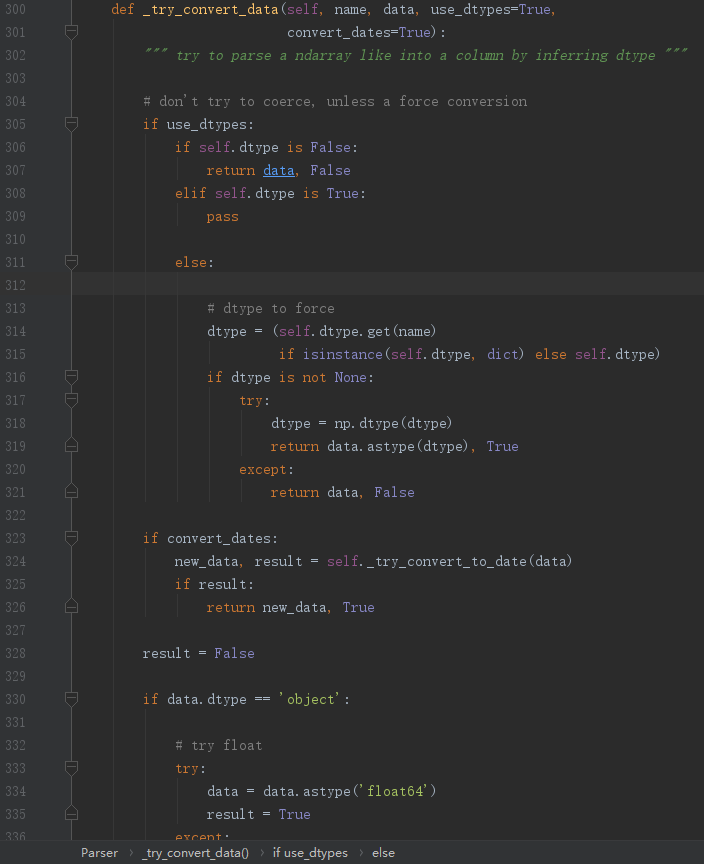 300 def _try_convert_data(self, name, data, use_dtypes=True,
301 convert_dates=True):
302 """ try to parse a ndarray like into a column by inferring dtype """
303
304 # don't try to coerce, unless a force conversion
305 if use_dtypes:
306 if self.dtype is False:
307 return data, False
308 elif self.dtype is True:
309 pass
310
311 else:
312
313 # dtype to force
314 dtype = (self.dtype.get(name)
315 if isinstance(self.dtype, dict) else self.dtype)
316 if dtype is not None:
317 try:
318 dtype = np.dtype(dtype)
319 return data.astype(dtype), True
320 except:
321 return data, False
322
323 if convert_dates:
324 new_data, result = self._try_convert_to_date(data)
325 if result:
326 return new_data, True
327
328 result = False
329
330 if data.dtype == 'object':
331
332 # try float
333 try:
334 data = data.astype('float64')
335 result = True
336 except:
Parser › _try_convert_data() › if use_dtypes › else